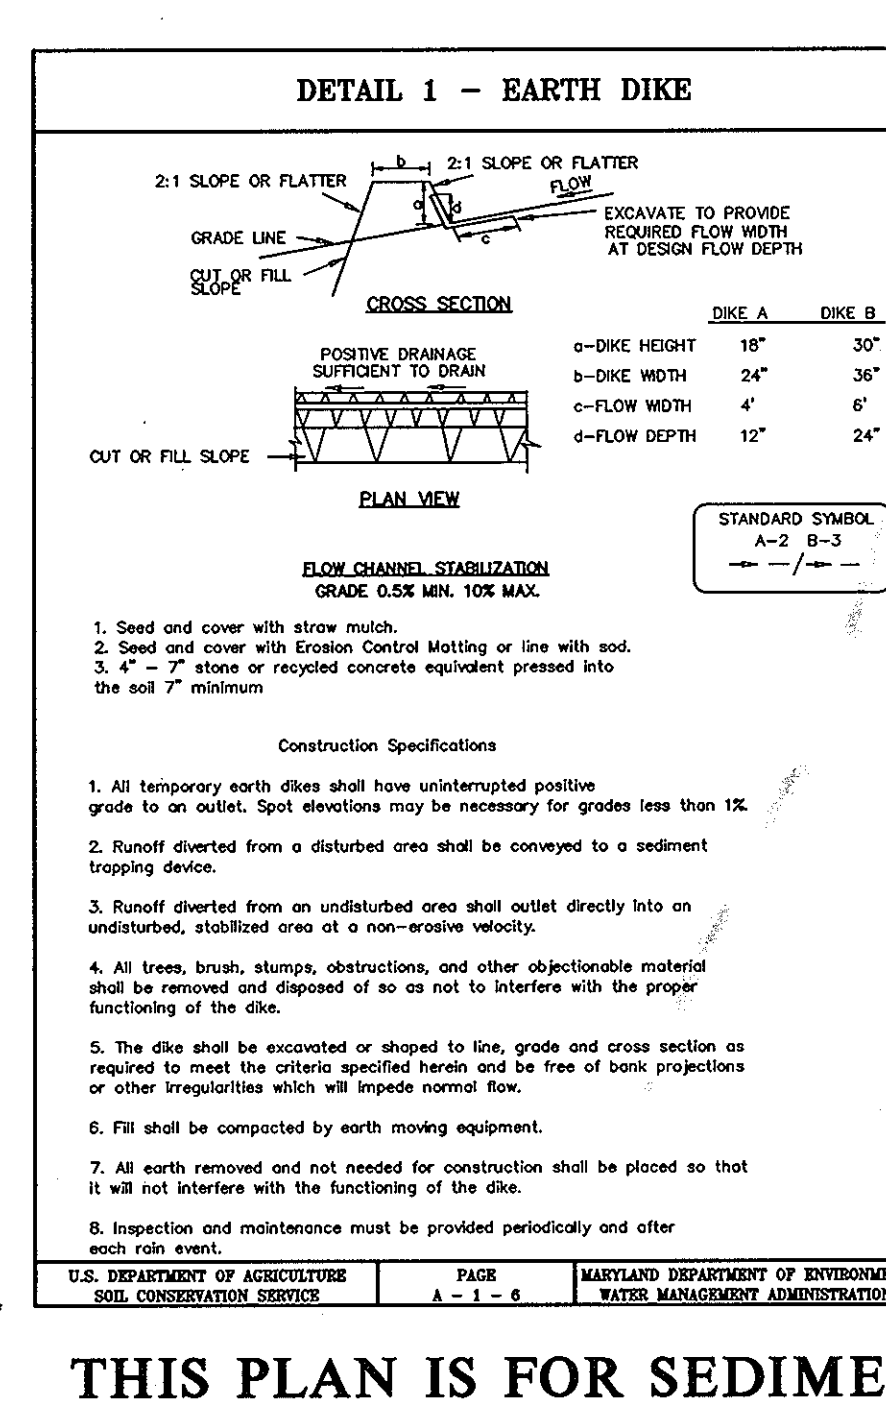 DETAIL 1 - EARTH DIKE
b
2:1 SLOPE OR FLATTER
2:1 SLOPE OR FLATTER
FLOW
a
d
c
EXCAVATE TO PROVIDE
REQUIRED FLOW WIDTH
AT DESIGN FLOW DEPTH
GRADE LINE
CUT OR FILL
SLOPE
CROSS SECTION
DIKE A DIKE B
a-DIKE HEIGHT 18" 30"
b-DIKE WIDTH 24" 36"
c-FLOW WIDTH 4' 6'
d-FLOW DEPTH 12" 24"
POSITIVE DRAINAGE
SUFFICIENT TO DRAIN
CUT OR FILL SLOPE
PLAN VIEW
STANDARD SYMBOL
A-2 B-3
FLOW CHANNEL STABILIZATION
GRADE 0.5% MIN. 10% MAX.
1. Seed and cover with straw mulch.
2. Seed and cover with Erosion Control Matting or line with sod.
3. 4" - 7" stone or recycled concrete equivalent pressed into
the soil 7" minimum
Construction Specifications
1. All temporary earth dikes shall have uninterrupted positive
grade to an outlet. Spot elevations may be necessary for grades less than 1%.
2. Runoff diverted from a disturbed area shall be conveyed to a sediment
trapping device.
3. Runoff diverted from an undisturbed area shall outlet directly into an
undisturbed, stabilized area at a non-erosive velocity.
4. All trees, brush, stumps, obstructions, and other objectionable material
shall be removed and disposed of so as not to interfere with the proper
functioning of the dike.
5. The dike shall be excavated or shaped to line, grade and cross section as
required to meet the criteria specified herein and be free of bank projections
or other irregularities which will impede normal flow.
6. Fill shall be compacted by earth moving equipment.
7. All earth removed and not needed for construction shall be placed so that
it will not interfere with the functioning of the dike.
8. Inspection and maintenance must be provided periodically and after
each rain event.
U.S. DEPARTMENT OF AGRICULTURE
SOIL CONSERVATION SERVICE
PAGE
A - 1 - 6
MARYLAND DEPARTMENT OF ENVIRONME
WATER MANAGEMENT ADMINISTRATION
THIS PLAN IS FOR SEDIME